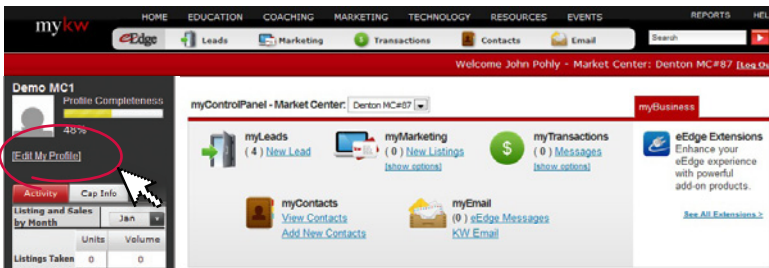 mykw
HOME EDUCATION COACHING MARKETING TECHNOLOGY RESOURCES EVENTS REPORTS HEL
eEdge Leads Marketing Transactions Contacts Email Search
Welcome John Pohly - Market Center: Denton MC#87 [Log Ou
Demo MC1
Profile Completeness
48%
[Edit My Profile]
Activity Cap Info
Listing and Sales
by Month Jan
Units Volume
Listings Taken 0 0
myControlPanel - Market Center: Denton MC#87
myLeads
(4) New Lead
myMarketing
(0) New Listings
[show options]
$
myTransactions
(0) Messages
[show options]
myContacts
View Contacts
Add New Contacts
myEmail
(0) eEdge Messages
KW Email
myBusiness
eEdge Extensions
Enhance your
eEdge experience
with powerful
add-on products.
See All Extensions >